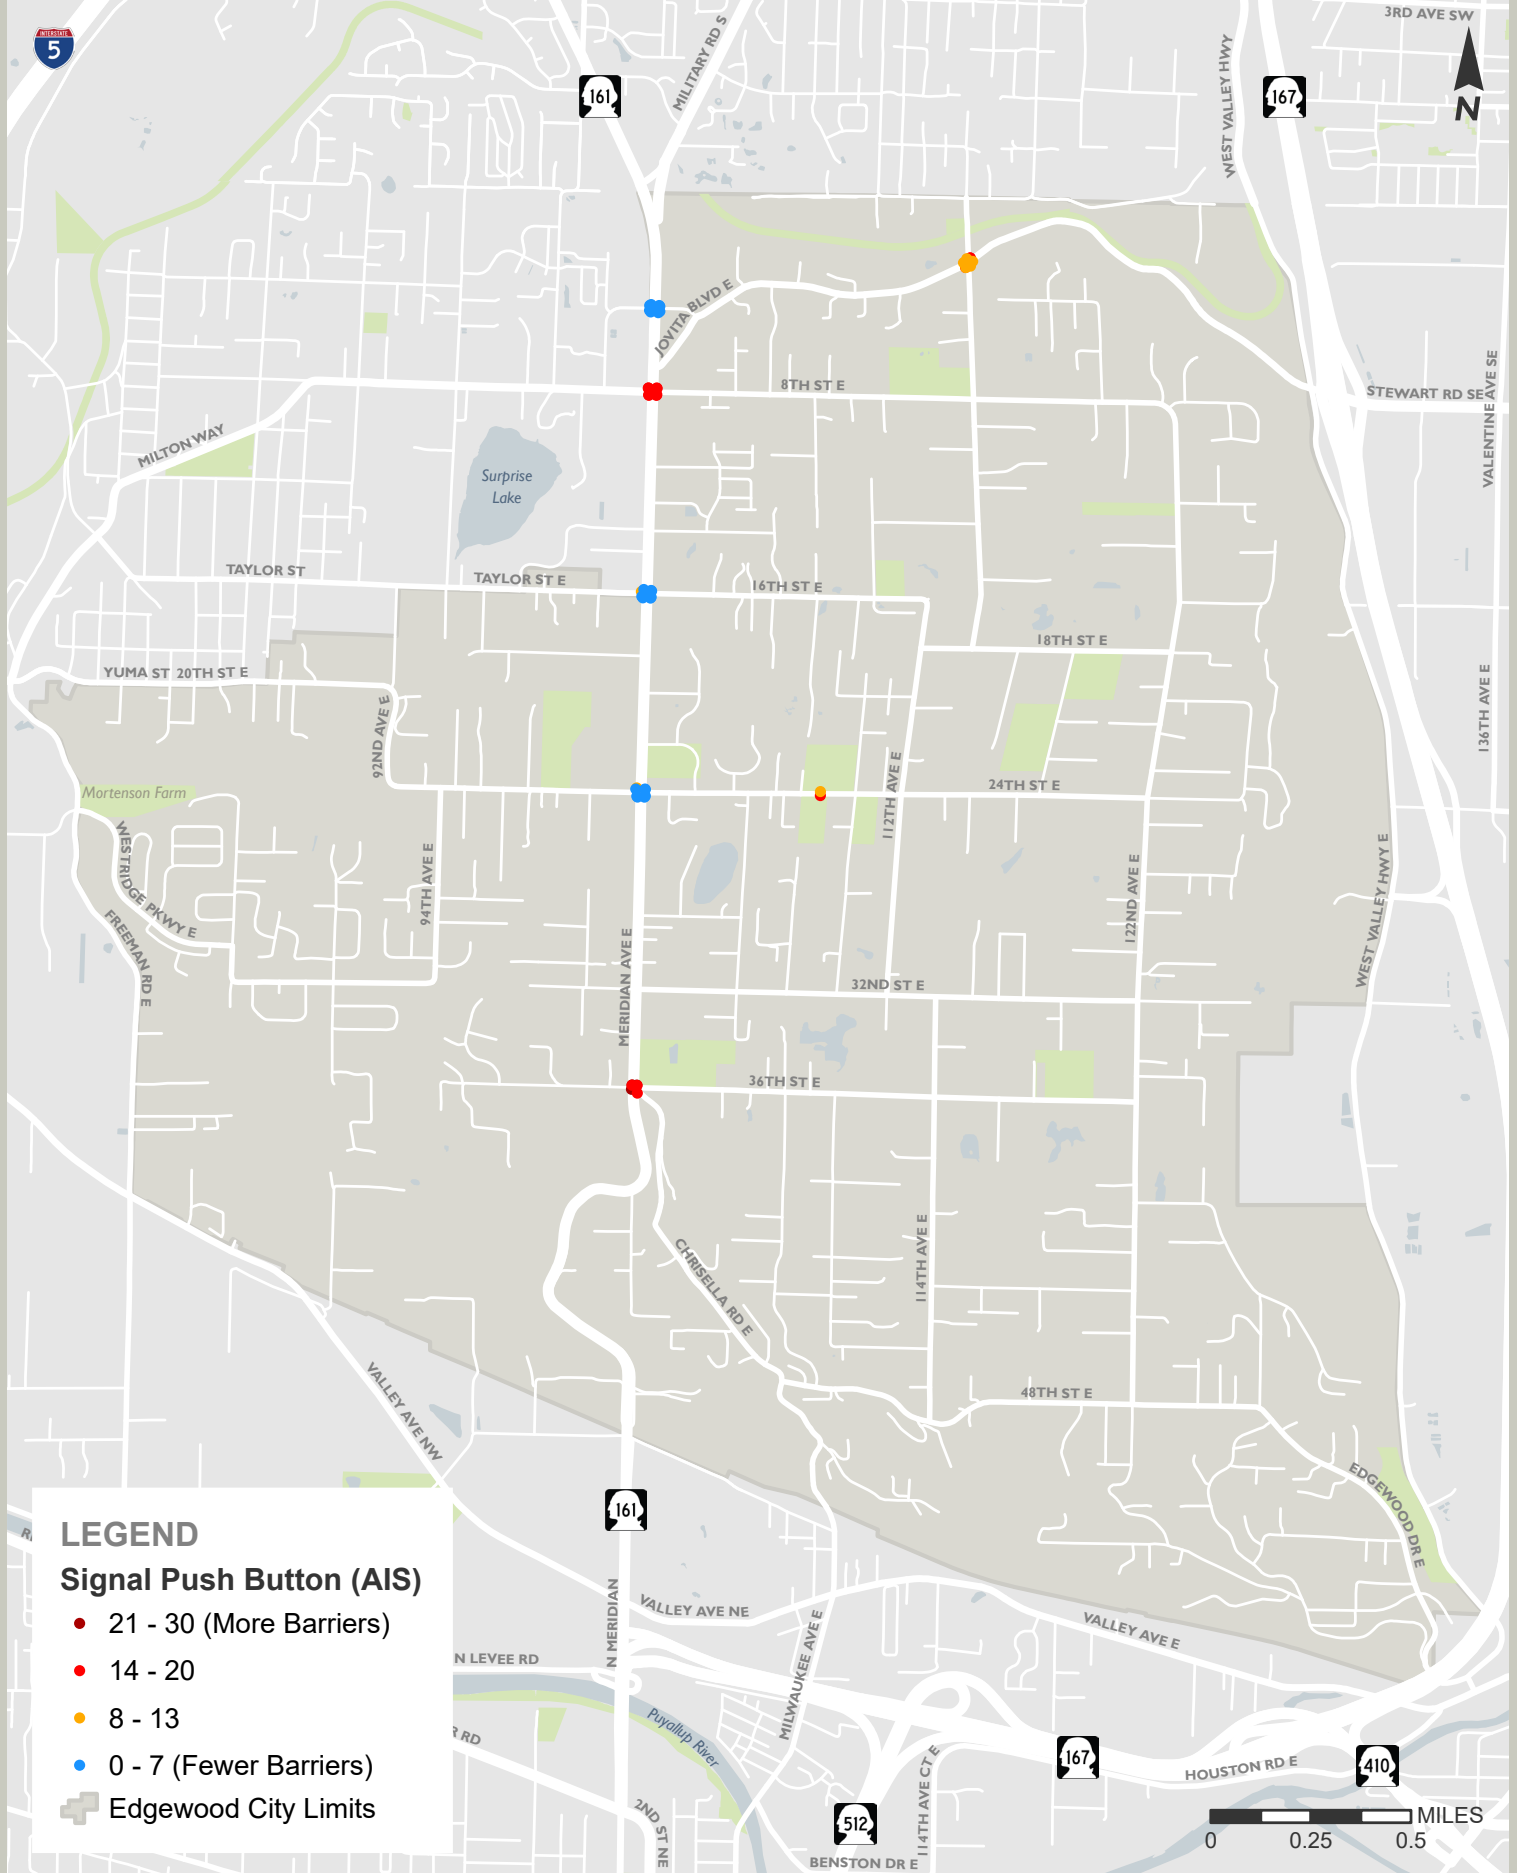 3RD AVE SW
INTERSTATE
5
161
MILITARY RD S
WEST VALLEY HWY
167
N
JOVITA BLVD E
8TH ST E
STEWART RD SE
VALENTINE AVE SE
MILTON WAY
Surprise
Lake
TAYLOR ST
TAYLOR ST E
16TH ST E
18TH ST E
YUMA ST
20TH ST E
92ND AVE E
136TH AVE E
Mortenson Farm
112TH AVE E
24TH ST E
WESTRIDGE PKWY E
94TH AVE E
122ND AVE E
WEST VALLEY HWY E
FREEMAN RD E
MERIDIAN AVE E
32ND ST E
36TH ST E
114TH AVE E
CHRISELLA RD E
VALLEY AVE NW
48TH ST E
EDGEWOOD DR E
161
LEGEND
Signal Push Button (AIS)
21 - 30 (More Barriers)
14 - 20
8 - 13
0 - 7 (Fewer Barriers)
Edgewood City Limits
N MERIDIAN
VALLEY AVE NE
VALLEY AVE E
N LEVEE RD
MILWAUKEE AVE E
Puyallup River
R RD
167
HOUSTON RD E
410
114TH AVE CT E
2ND ST NE
512
BENSTON DR E
MILES
0 0.25 0.5